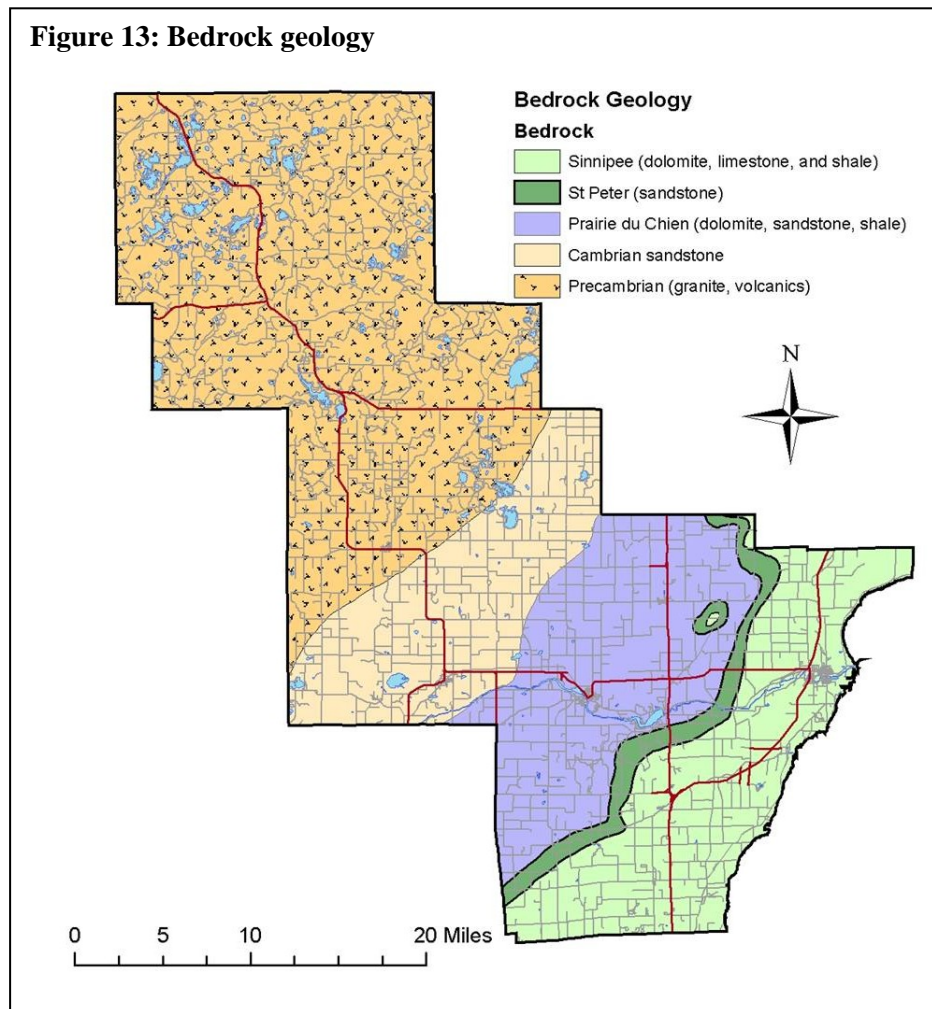 Figure 13: Bedrock geology
Bedrock Geology
Bedrock
Sinnipee (dolomite, limestone, and shale)
St Peter (sandstone)
Prairie du Chien (dolomite, sandstone, shale)
Cambrian sandstone
Precambrian (granite, volcanics)
N
0 5 10 20 Miles